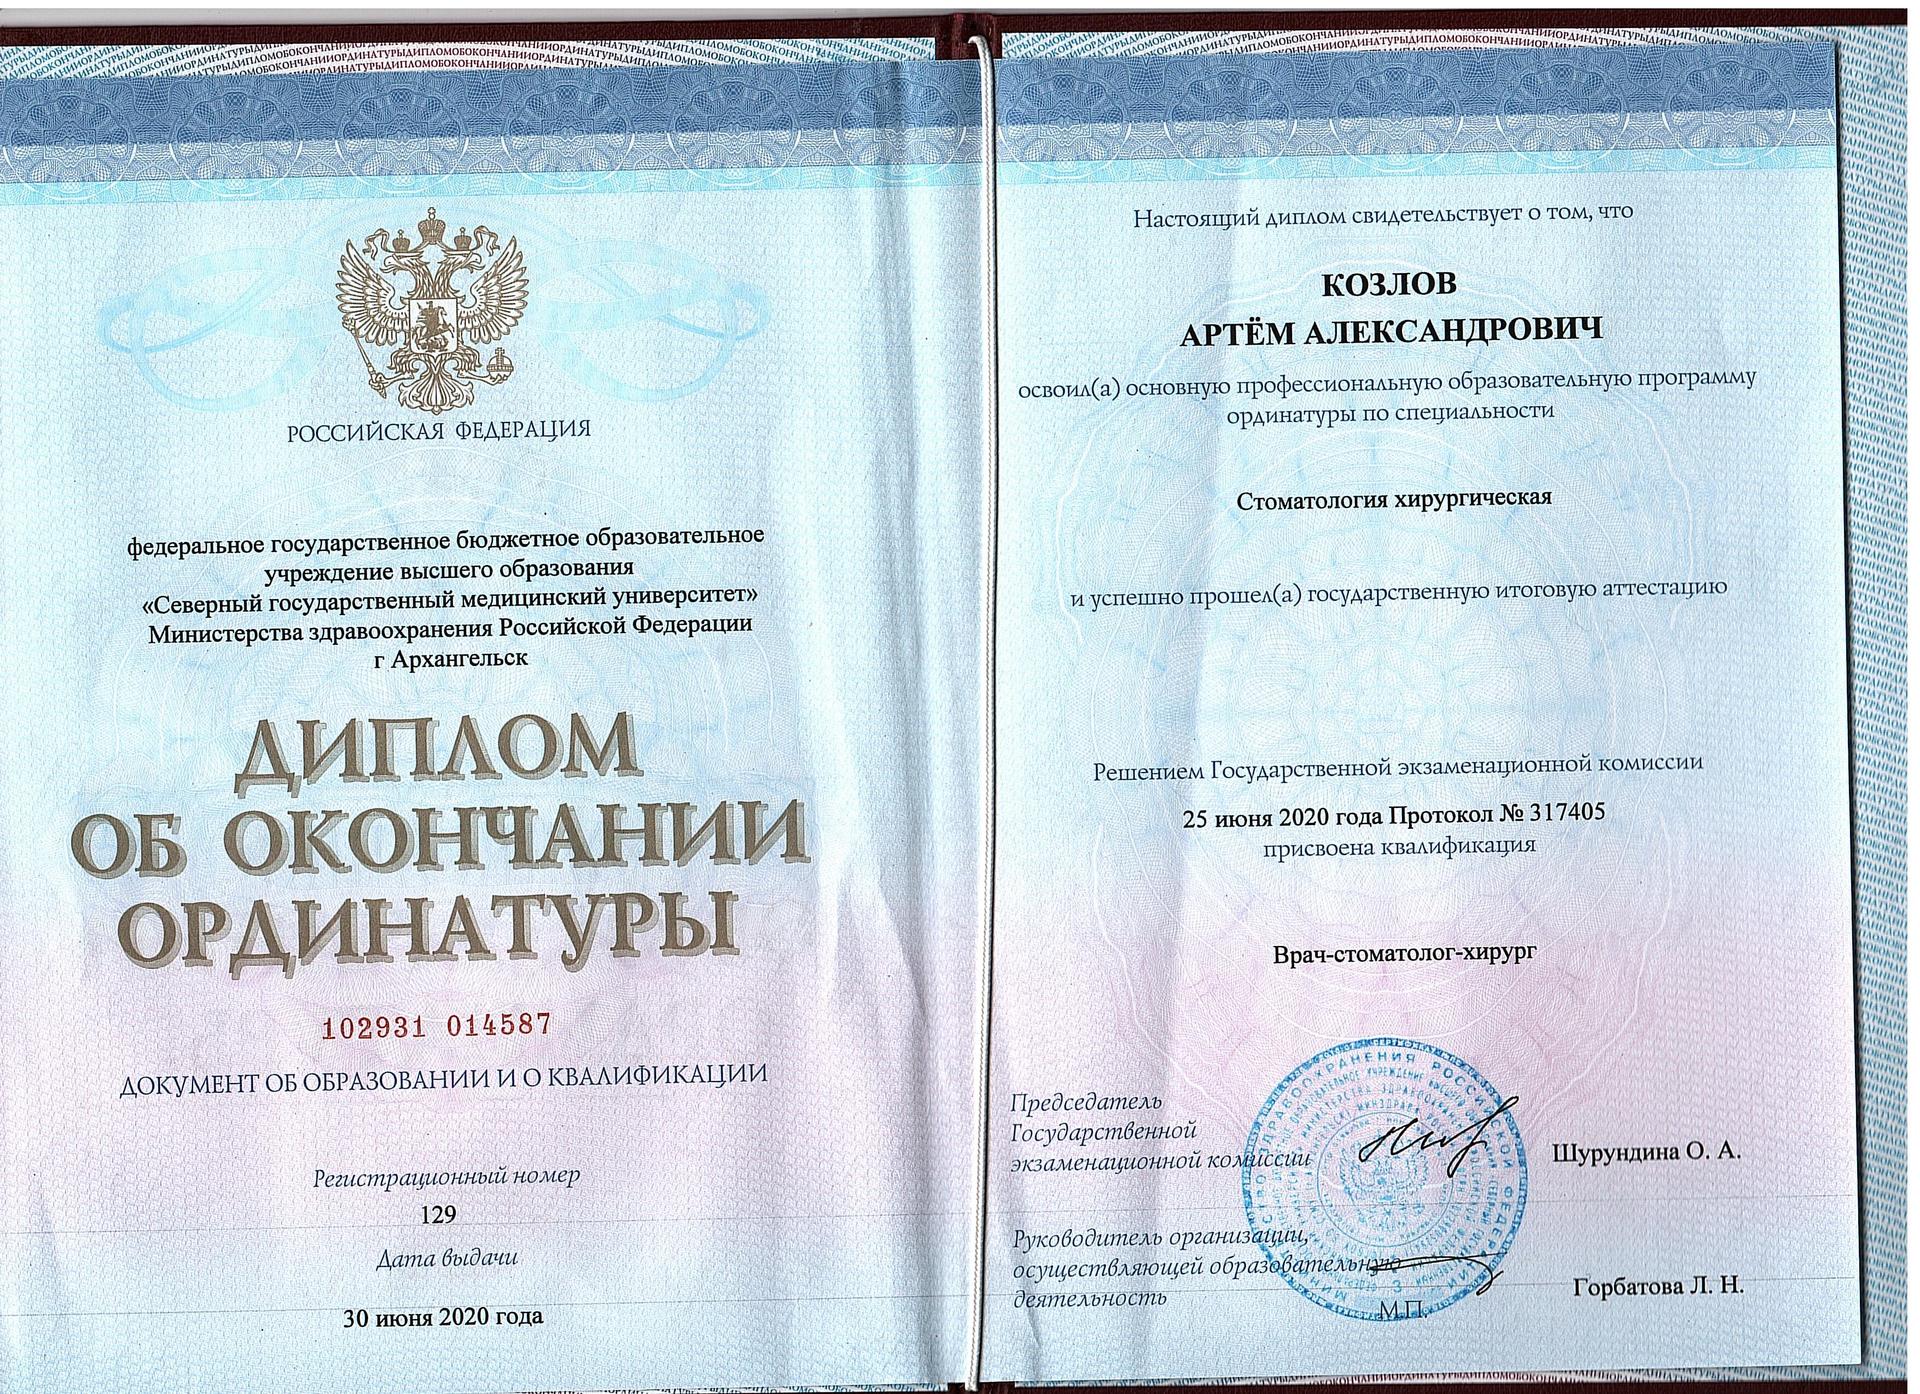 РОССИЙСКАЯ ФЕДЕРАЦИЯ
федеральное государственное бюджетное образовательное
учреждение высшего образования
«Северный государственный медицинский университет»
Министерства здравоохранения Российской Федерации
г Архангельск
ДИПЛОМ
ОБ ОКОНЧАНИИ
ОРДИНАТУРЫ
102931 014587
ДОКУМЕНТ ОБ ОБРАЗОВАНИИ И О КВАЛИФИКАЦИИ
Регистрационный номер
129
Дата выдачи
30 июня 2020 года
Настоящий диплом свидетельствует о том, что
КОЗЛОВ
АРТЁМ АЛЕКСАНДРОВИЧ
освоил(а) основную профессиональную образовательную программу
ординатуры по специальности
Стоматология хирургическая
и успешно прошел(а) государственную итоговую аттестацию
Решением Государственной экзаменационной комиссии
25 июня 2020 года Протокол № 317405
присвоена квалификация
Врач-стоматолог-хирург
Председатель
Государственной
экзаменационной комиссии
Шурундина О. А.
Руководитель организации,
осуществляющей образовательную
деятельность
Горбатова Л. Н.
М.П.